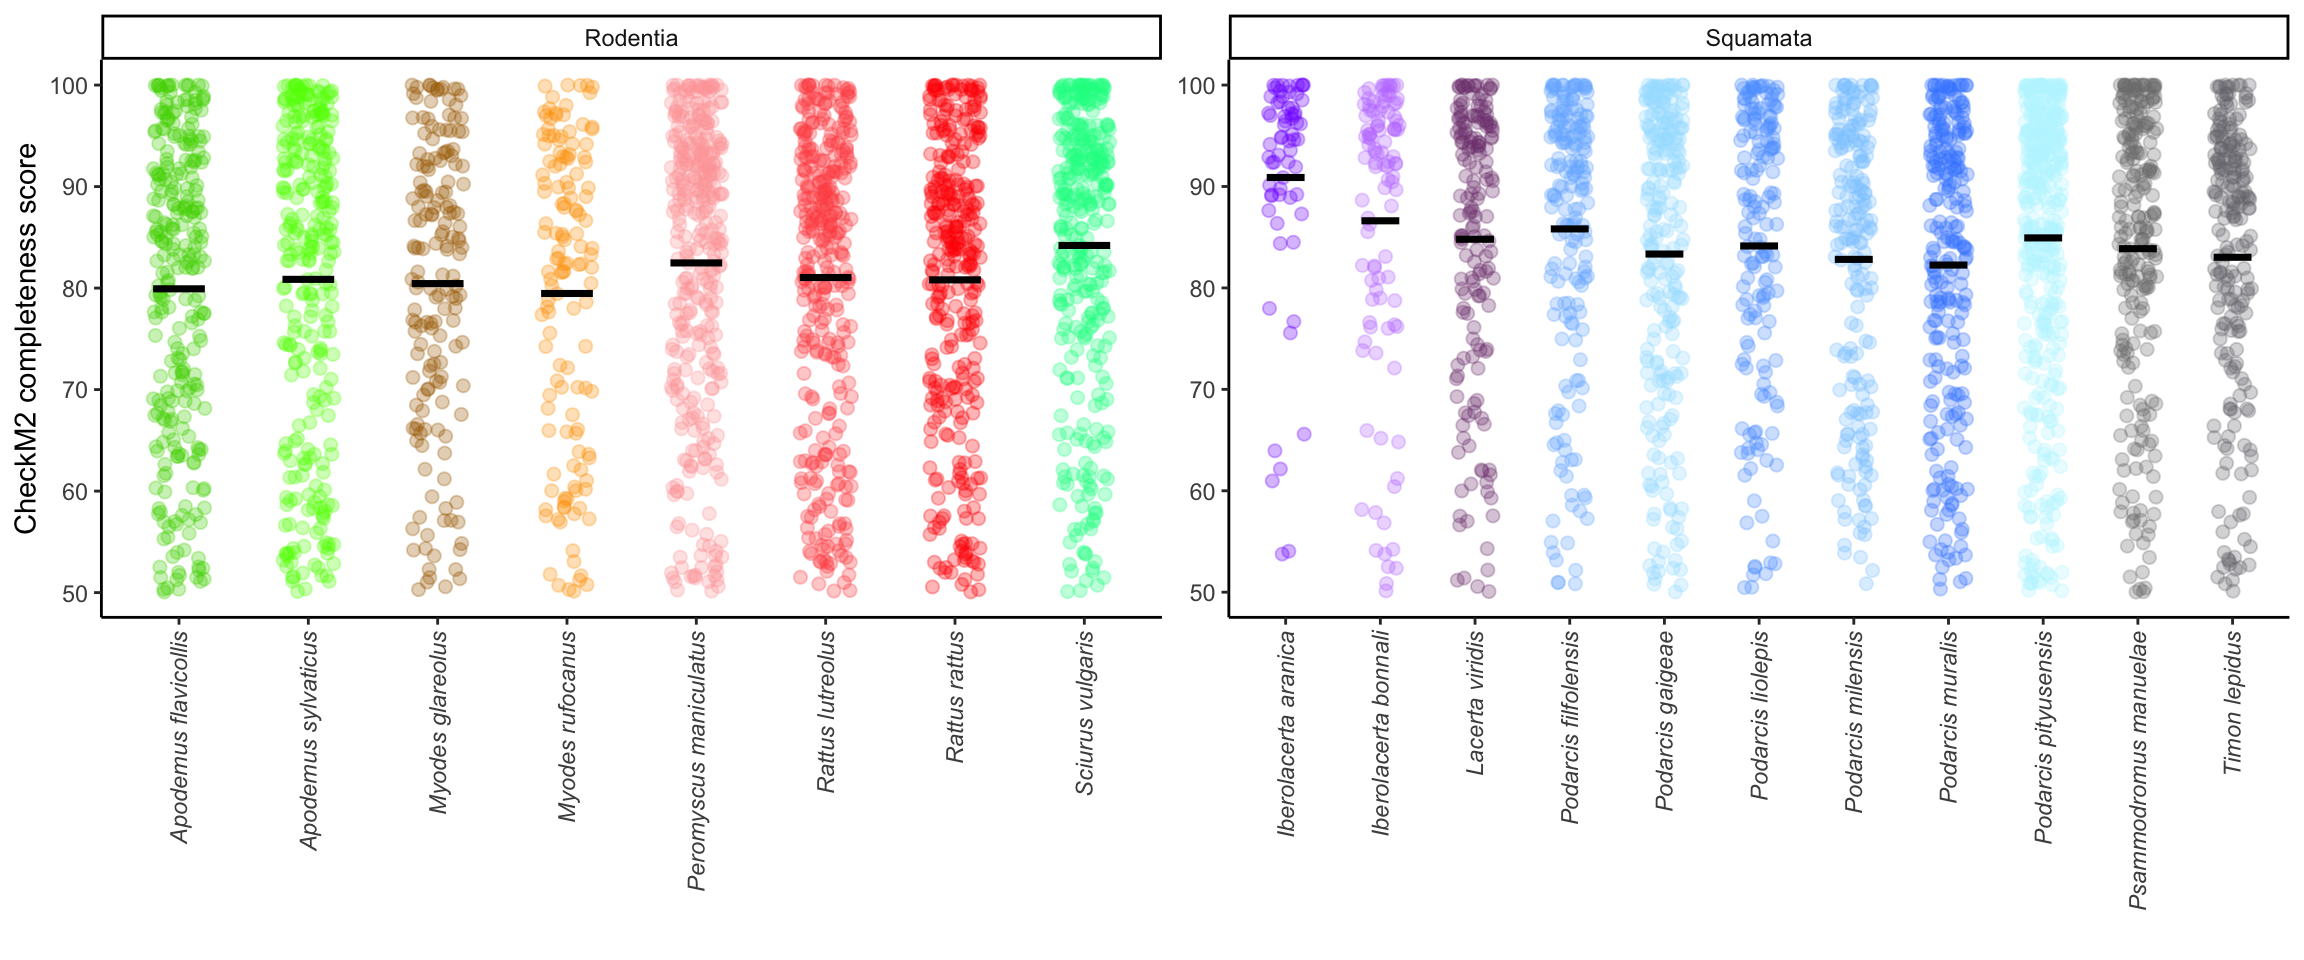 Rodentia
Squamata
CheckM2 completeness score
100
90
80
70
60
50
100
90
80
70
60
50
Apodemus flavicollis
Apodemus sylvaticus
Myodes glareolus
Myodes rufocanus
Peromyscus maniculatus
Rattus lutreolus
Rattus rattus
Sciurus vulgaris
Iberolacerta aranica
Iberolacerta bonnali
Lacerta viridis
Podarcis filfolensis
Podarcis gaigeae
Podarcis liolepis
Podarcis milensis
Podarcis muralis
Podarcis pityusensis
Psammodromus manuelae
Timon lepidus